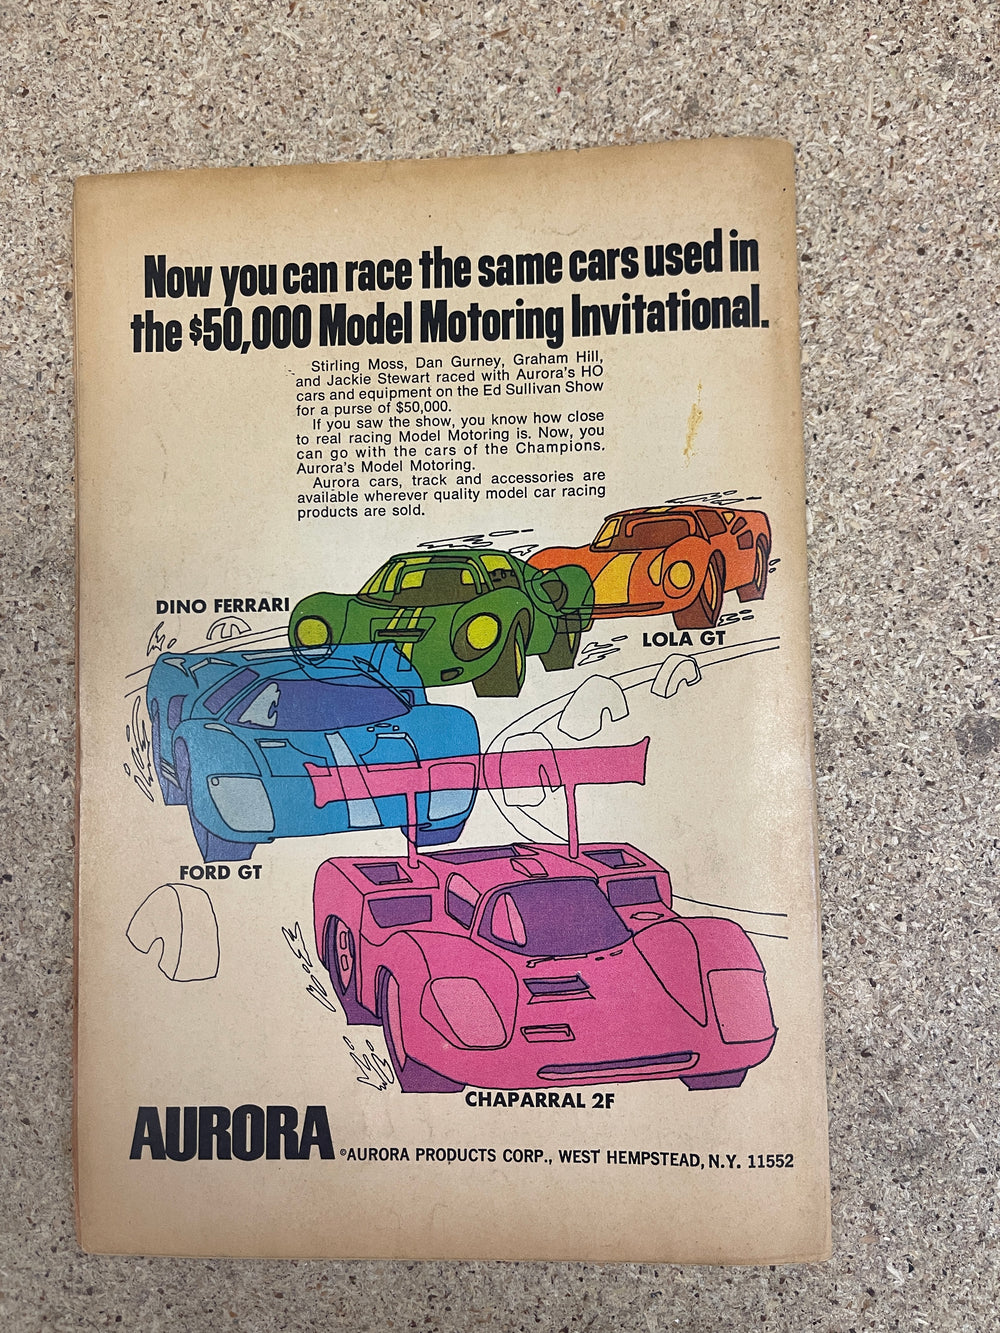 Now you can race the same cars used in
the $50,000 Model Motoring Invitational.
Stirling Moss, Dan Gurney, Graham Hill,
and Jackie Stewart raced with Aurora's HO
cars and equipment on the Ed Sullivan Show
for a purse of $50,000.
If you saw the show, you know how close
to real racing Model Motoring is. Now, you
can go with the cars of the Champions.
Aurora's Model Motoring.
Aurora cars, track and accessories are
available wherever quality model car racing
products are sold.
DINO FERRARI
LOLA GT
FORD GT
CHAPARRAL 2F
AURORA
©AURORA PRODUCTS CORP., WEST HEMPSTEAD, N.Y. 11552